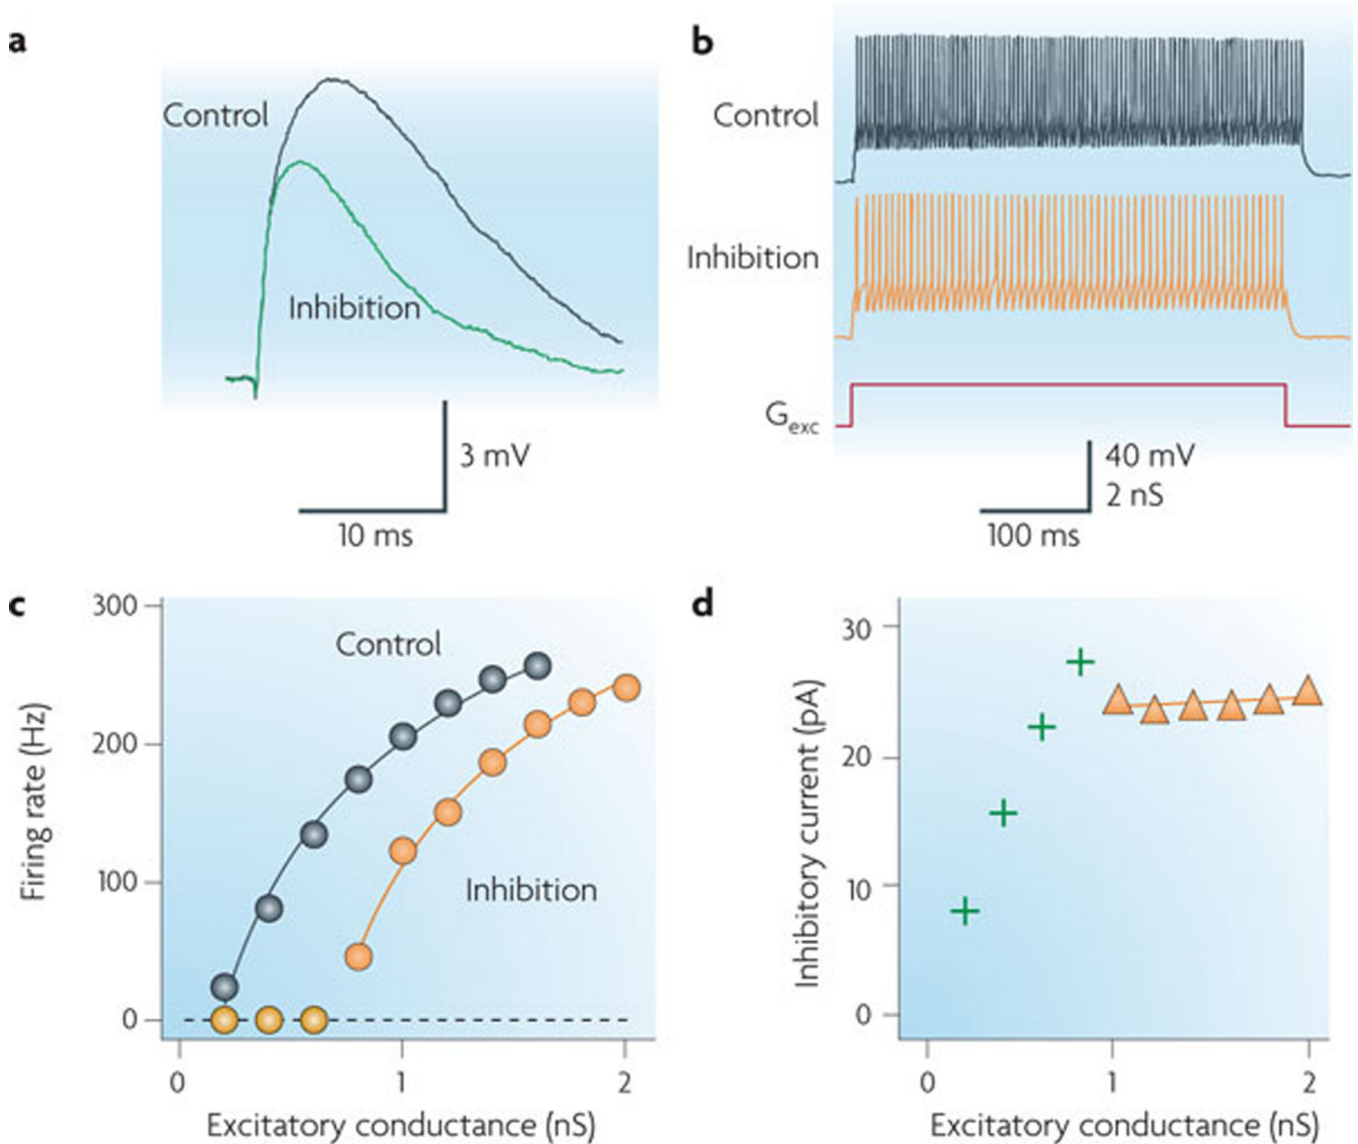 a
Control
Inhibition
3 mV
10 ms
b
Control
Inhibition
Gexc
40 mV
2 nS
100 ms
c
300
200
100
0
Firing rate (Hz)
Control
Inhibition
0 1 2
Excitatory conductance (nS)
d
30
20
10
0
Inhibitory current (pA)
0 1 2
Excitatory conductance (nS)